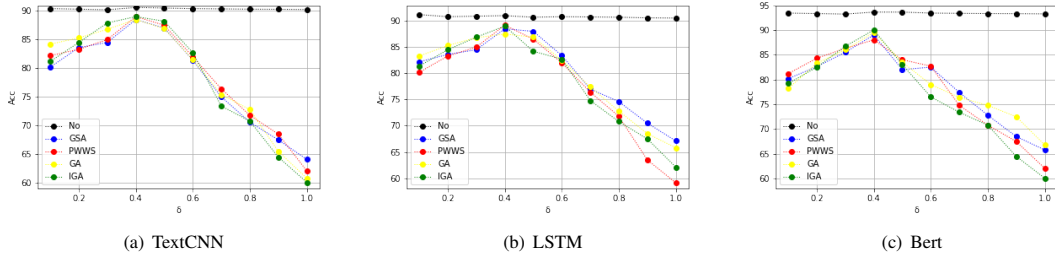 90
85
80
75
70
65
60
Acc
No
GSA
PWWS
GA
IGA
0.2
0.4
0.6
0.8
1.0
δ
(a) TextCNN
95
90
85
80
75
70
65
60
Acc
No
GSA
PWWS
GA
IGA
0.2
0.4
0.6
0.8
1.0
δ
(b) LSTM
95
90
85
80
75
70
65
60
Acc
No
GSA
PWWS
GA
IGA
0.2
0.4
0.6
0.8
1.0
δ
(c) Bert